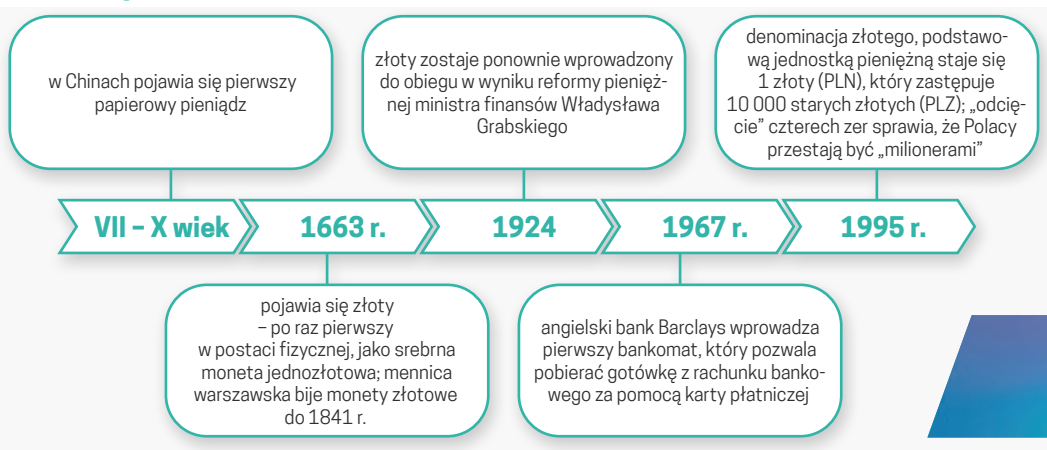 w Chinach pojawia się pierwszy
papierowy pieniądz
złoty zostaje ponownie wprowadzony
do obiegu w wyniku reformy pienięż-
nej ministra finansów Władysława
Grabskiego
denominacja złotego, podstawo-
wą jednostką pieniężną staje się
1 złoty (PLN), który zastępuje
10 000 starych złotych (PLZ); „odcię-
cie” czterech zer sprawia, że Polacy
przestają być „milionerami”
VII – X wiek
1663 r.
1924
1967 r.
1995 r.
pojawia się złoty
– po raz pierwszy
w postaci fizycznej, jako srebrna
moneta jednozłotowa; mennica
warszawska bije monety złotowe
do 1841 r.
angielski bank Barclays wprowadza
pierwszy bankomat, który pozwala
pobierać gotówkę z rachunku banko-
wego za pomocą karty płatniczej